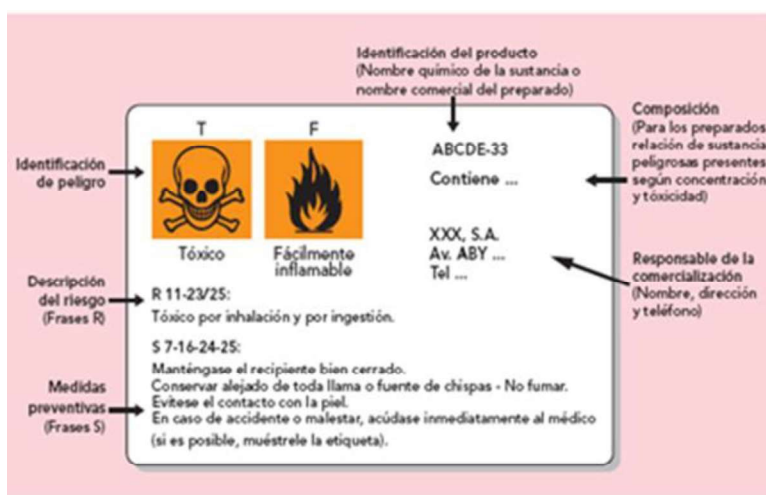 Identificación del producto
(Nombre químico de la sustancia o
nombre comercial del preparado)
Composición
(Para los preparados
relación de sustancia
peligrosas presentes
según concentración
y tóxicidad)
Identificación
de peligro
T
F
ABCDE-33
Contiene ...
Tóxico
Fácilmente
inflamable
XXX, S.A.
Av. ABY ...
Tel ...
Responsable de la
comercialización
(Nombre, dirección
y teléfono)
Descripción
del riesgo
(Frases R)
R 11-23/25:
Tóxico por inhalación y por ingestión.
S 7-16-24-25:
Manténgase el recipiente bien cerrado.
Conservar alejado de toda llama o fuente de chispas - No fumar.
Evitese el contacto con la piel.
En caso de accidente o malestar, acúdase inmediatamente al médico
(si es posible, muéstrele la etiqueta).
Medidas
preventivas
(Frases S)